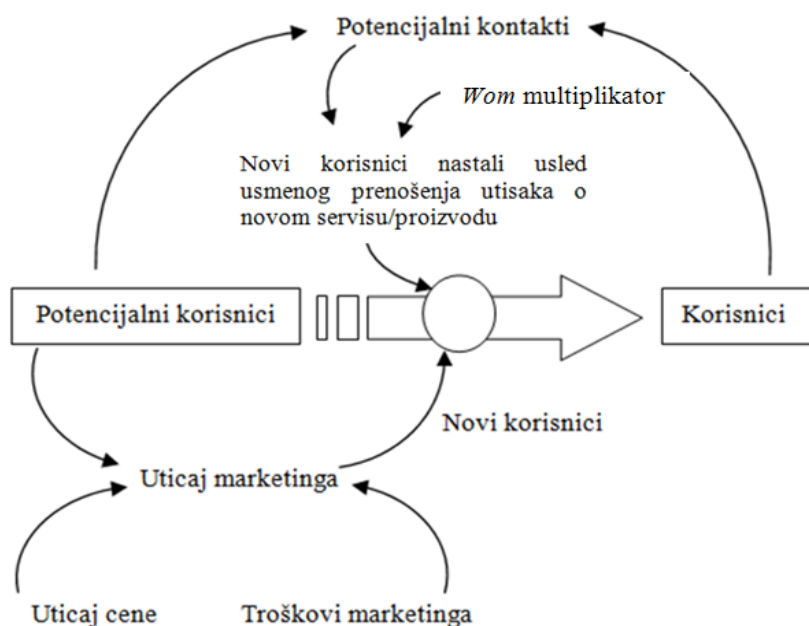 Potencijalni kontakti
Wom multiplikator
Novi korisnici nastali usled
usmenog prenošenja utisaka o
novom servisu/proizvodu
Potencijalni korisnici
Korisnici
Novi korisnici
Uticaj marketinga
Uticaj cene
Troškovi marketinga